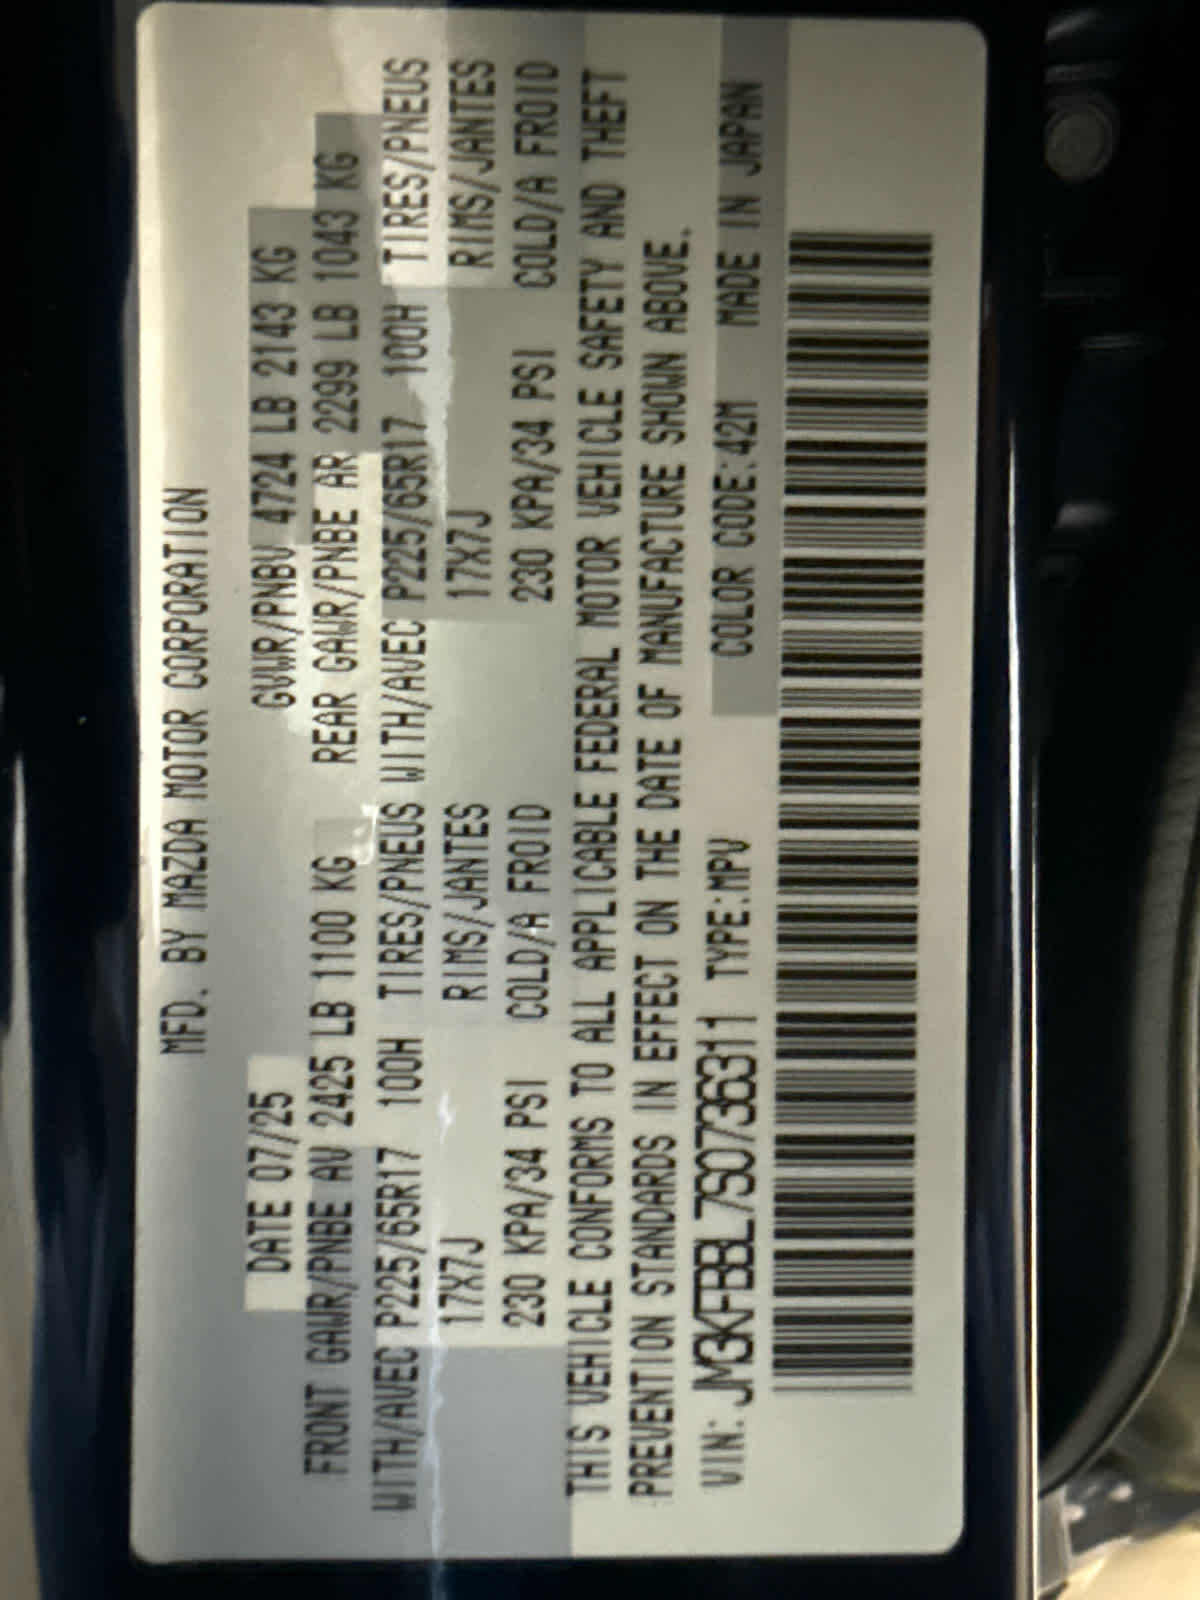 MFD. BY MAZDA MOTOR CORPORATION
DATE 07/25 GVWR/PNBV 4724 LB 2143 KG
FRONT GAWR/PNBE AV 2425 LB 1100 KG REAR GAWR/PNBE AR 2299 LB 1043 KG
WITH/AVEC P225/65R17 100H TIRES/PNEUS WITH/AVEC P225/65R17 100H TIRES/PNEUS
17X7J RIMS/JANTES 17X7J RIMS/JANTES
230 KPA/34 PSI COLD/A FROID 230 KPA/34 PSI COLD/A FROID
THIS VEHICLE CONFORMS TO ALL APPLICABLE FEDERAL MOTOR VEHICLE SAFETY AND THEFT
PREVENTION STANDARDS IN EFFECT ON THE DATE OF MANUFACTURE SHOWN ABOVE.
VIN: JM3KFBBL7S0736311 TYPE:MPV COLOR CODE:42M MADE IN JAPAN